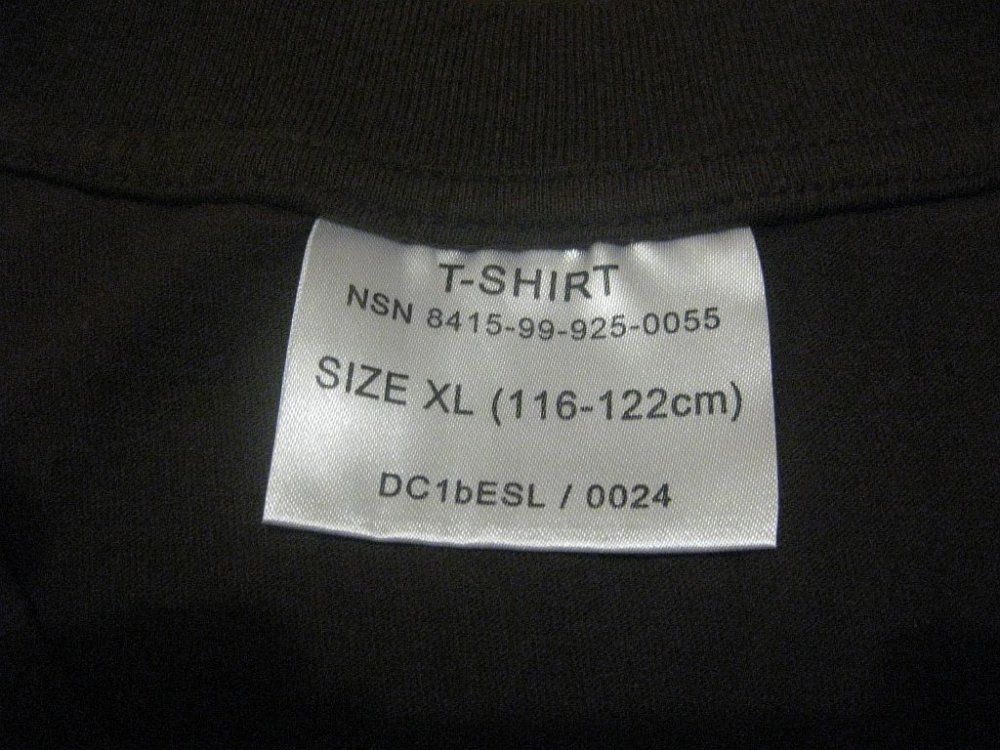 T-SHIRT
NSN 8415-99-925-0055
SIZE XL (116-122cm)
DC1bESL / 0024